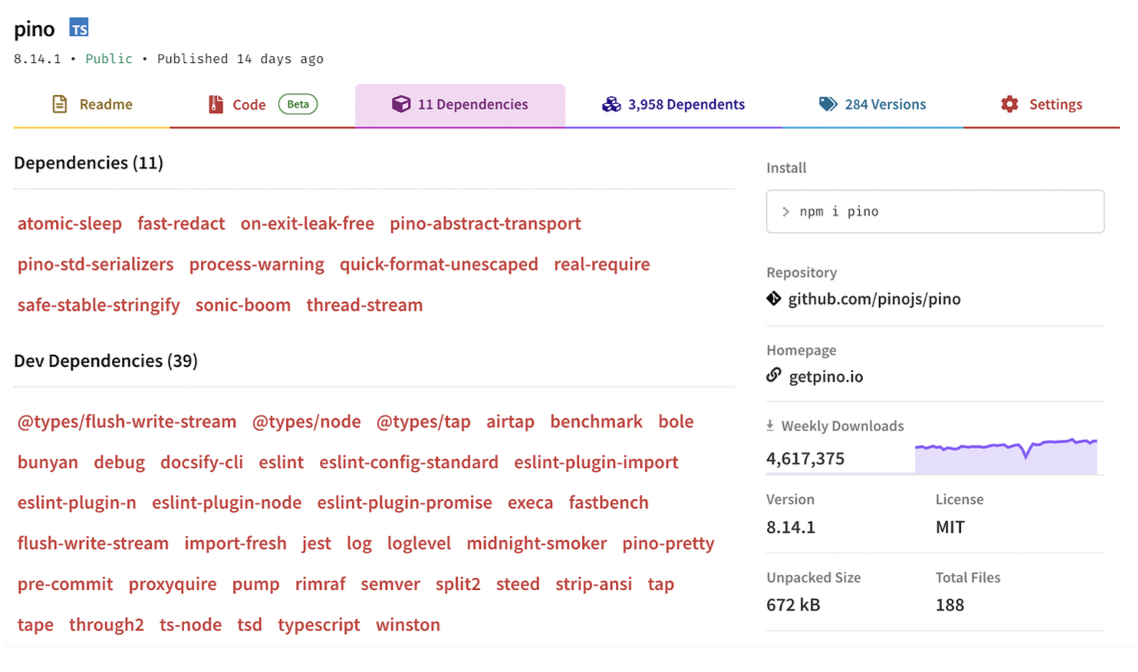 pino TS
8.14.1 • Public • Published 14 days ago
Readme
Code Beta
11 Dependencies
3,958 Dependents
284 Versions
Settings
Dependencies (11)
atomic-sleep fast-redact on-exit-leak-free pino-abstract-transport
pino-std-serializers process-warning quick-format-unescaped real-require
safe-stable-stringify sonic-boom thread-stream
Dev Dependencies (39)
@types/flush-write-stream @types/node @types/tap airtap benchmark bole
bunyan debug docsify-cli eslint eslint-config-standard eslint-plugin-import
eslint-plugin-n eslint-plugin-node eslint-plugin-promise execa fastbench
flush-write-stream import-fresh jest log loglevel midnight-smoker pino-pretty
pre-commit proxyquire pump rimraf semver split2 steed strip-ansi tap
tape through2 ts-node tsd typescript winston
Install
> npm i pino
Repository
github.com/pinojs/pino
Homepage
getpino.io
Weekly Downloads
4,617,375
Version
8.14.1
License
MIT
Unpacked Size
672 kB
Total Files
188